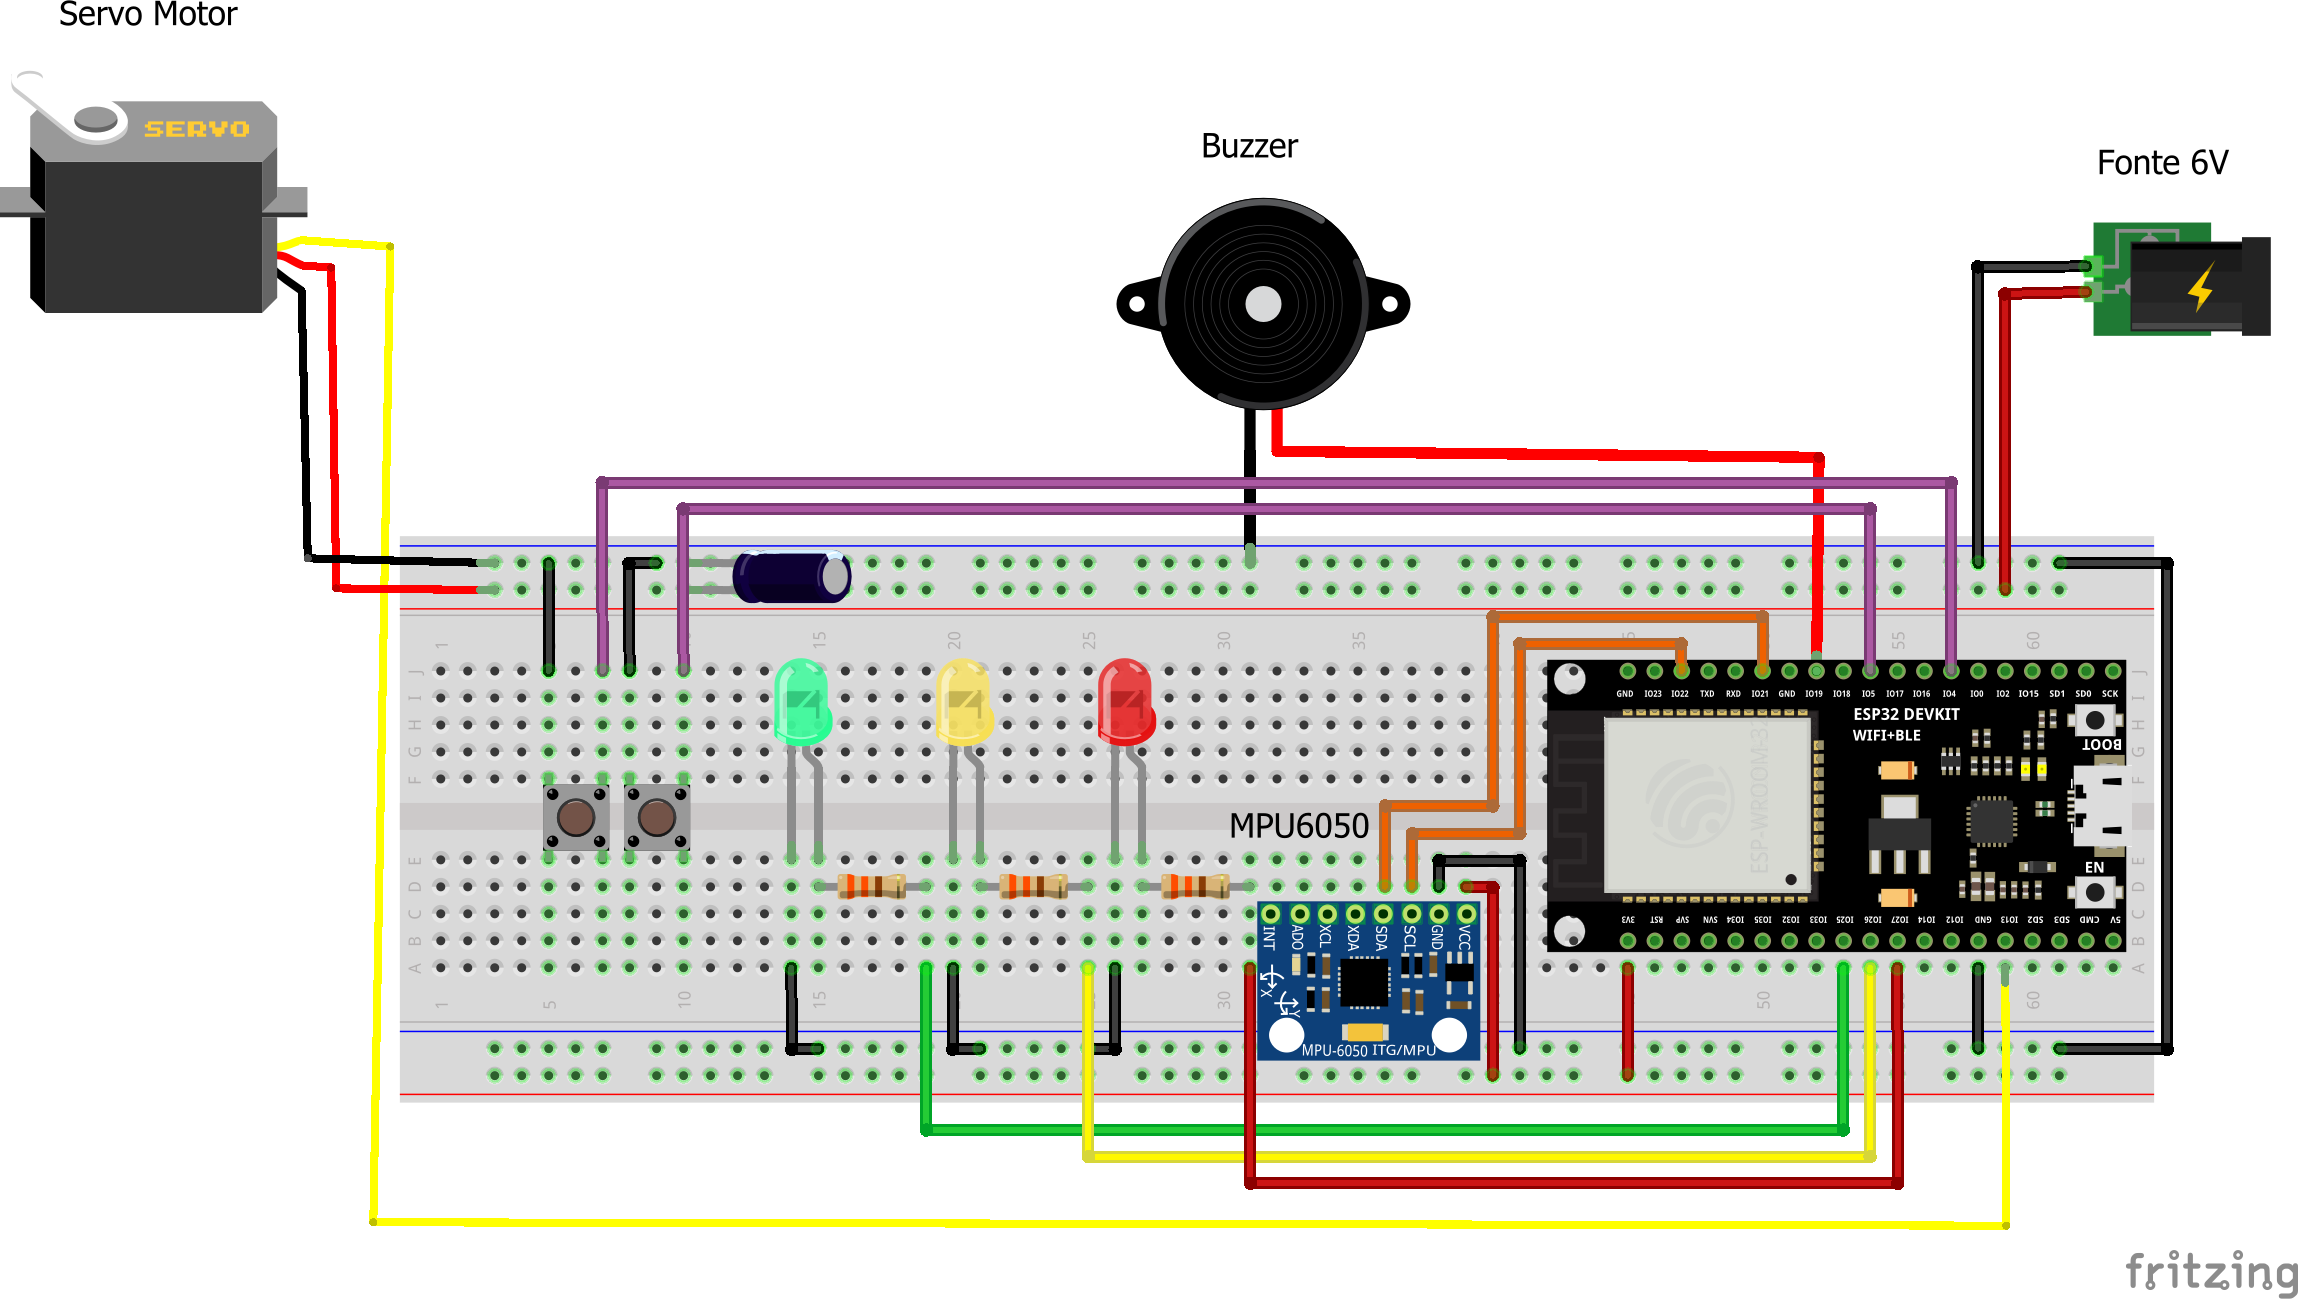 Servo Motor
SERVO
Buzzer
Fonte 6V
1
15
20
25
30
35
55
60
J
I
H
G
F
J
I
H
G
F
GND IO23 IO22 TXD RXD IO21 GND IO19 IO18 IO5 IO17 IO16 IO4 IO0 IO2 IO15 SD1 SD0 SCK
ESP32 DEVKIT
WIFI+BLE
BOOT
ESP-WROOM-32
MPU6050
EN
E
D
C
B
A
E
D
C
B
A
3V3 RST SVP SVN IO34 IO35 IO32 IO33 IO25 IO26 IO27 IO14 IO12 GND IO13 SD2 SD3 CMD 5V
INT ADO XCL XDA SDA SCL GND VCC
X
Y
MPU-6050 ITG/MPU
1
5
10
15
30
50
60
fritzing